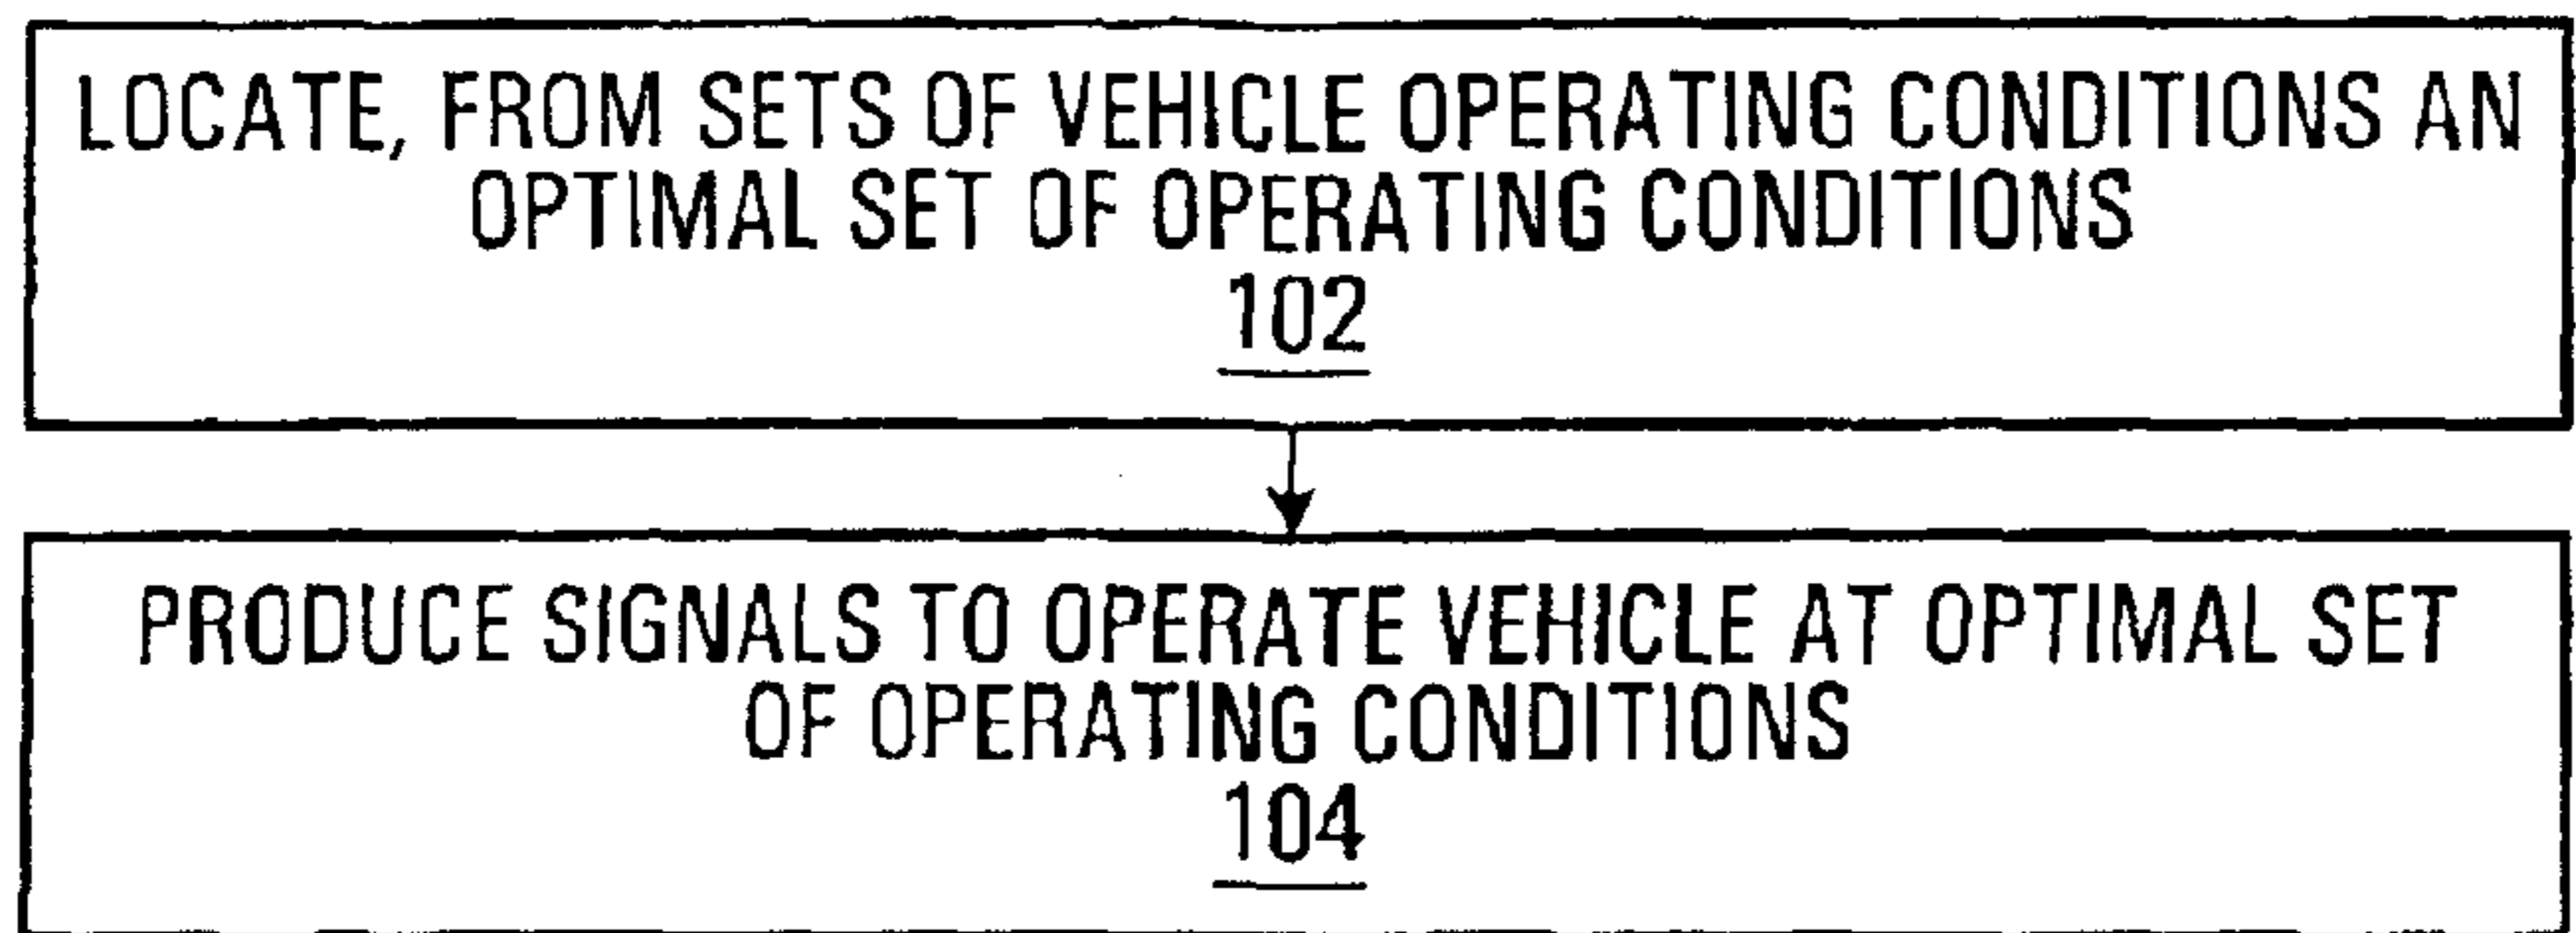 LOCATE, FROM SETS OF VEHICLE OPERATING CONDITIONS AN
OPTIMAL SET OF OPERATING CONDITIONS
102
PRODUCE SIGNALS TO OPERATE VEHICLE AT OPTIMAL SET
OF OPERATING CONDITIONS
104